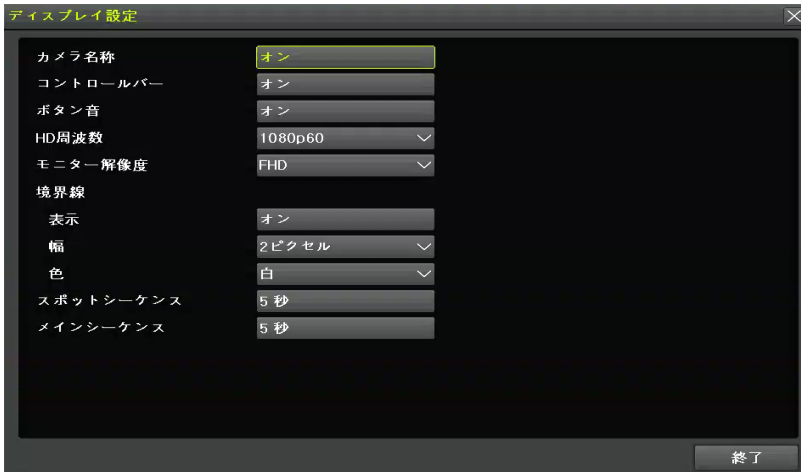 ディスプレイ設定
カメラ名称 オン
コントロールバー オン
ボタン音 オン
HD周波数 1080p60
モニター解像度 FHD
境界線
表示 オン
幅 2ピクセル
色 白
スポットシーケンス 5 秒
メインシーケンス 5 秒
終了